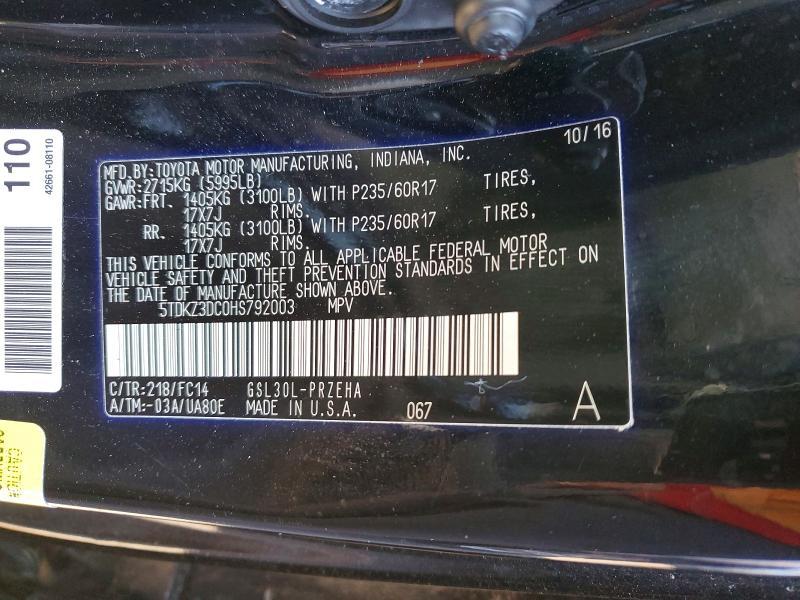 10/16
MFD.BY:TOYOTA MOTOR MANUFACTURING, INDIANA, INC.
GVWR:2715KG (5995LB)
GAWR:FRT. 1405KG (3100LB) WITH P235/60R17 TIRES,
17X7J RIMS.
RR. 1405KG (3100LB) WITH P235/60R17 TIRES,
17X7J RIMS.
THIS VEHICLE CONFORMS TO ALL APPLICABLE FEDERAL MOTOR
VEHICLE SAFETY AND THEFT PREVENTION STANDARDS IN EFFECT ON
THE DATE OF MANUFACTURE SHOWN ABOVE.
5TDKZ3DC0HS792003 MPV
C/TR:218/FC14 GSL30L-PRZEHA
A/TM:-03A/UA80E MADE IN U.S.A. 067 A
110
42661-08110
CAUTION